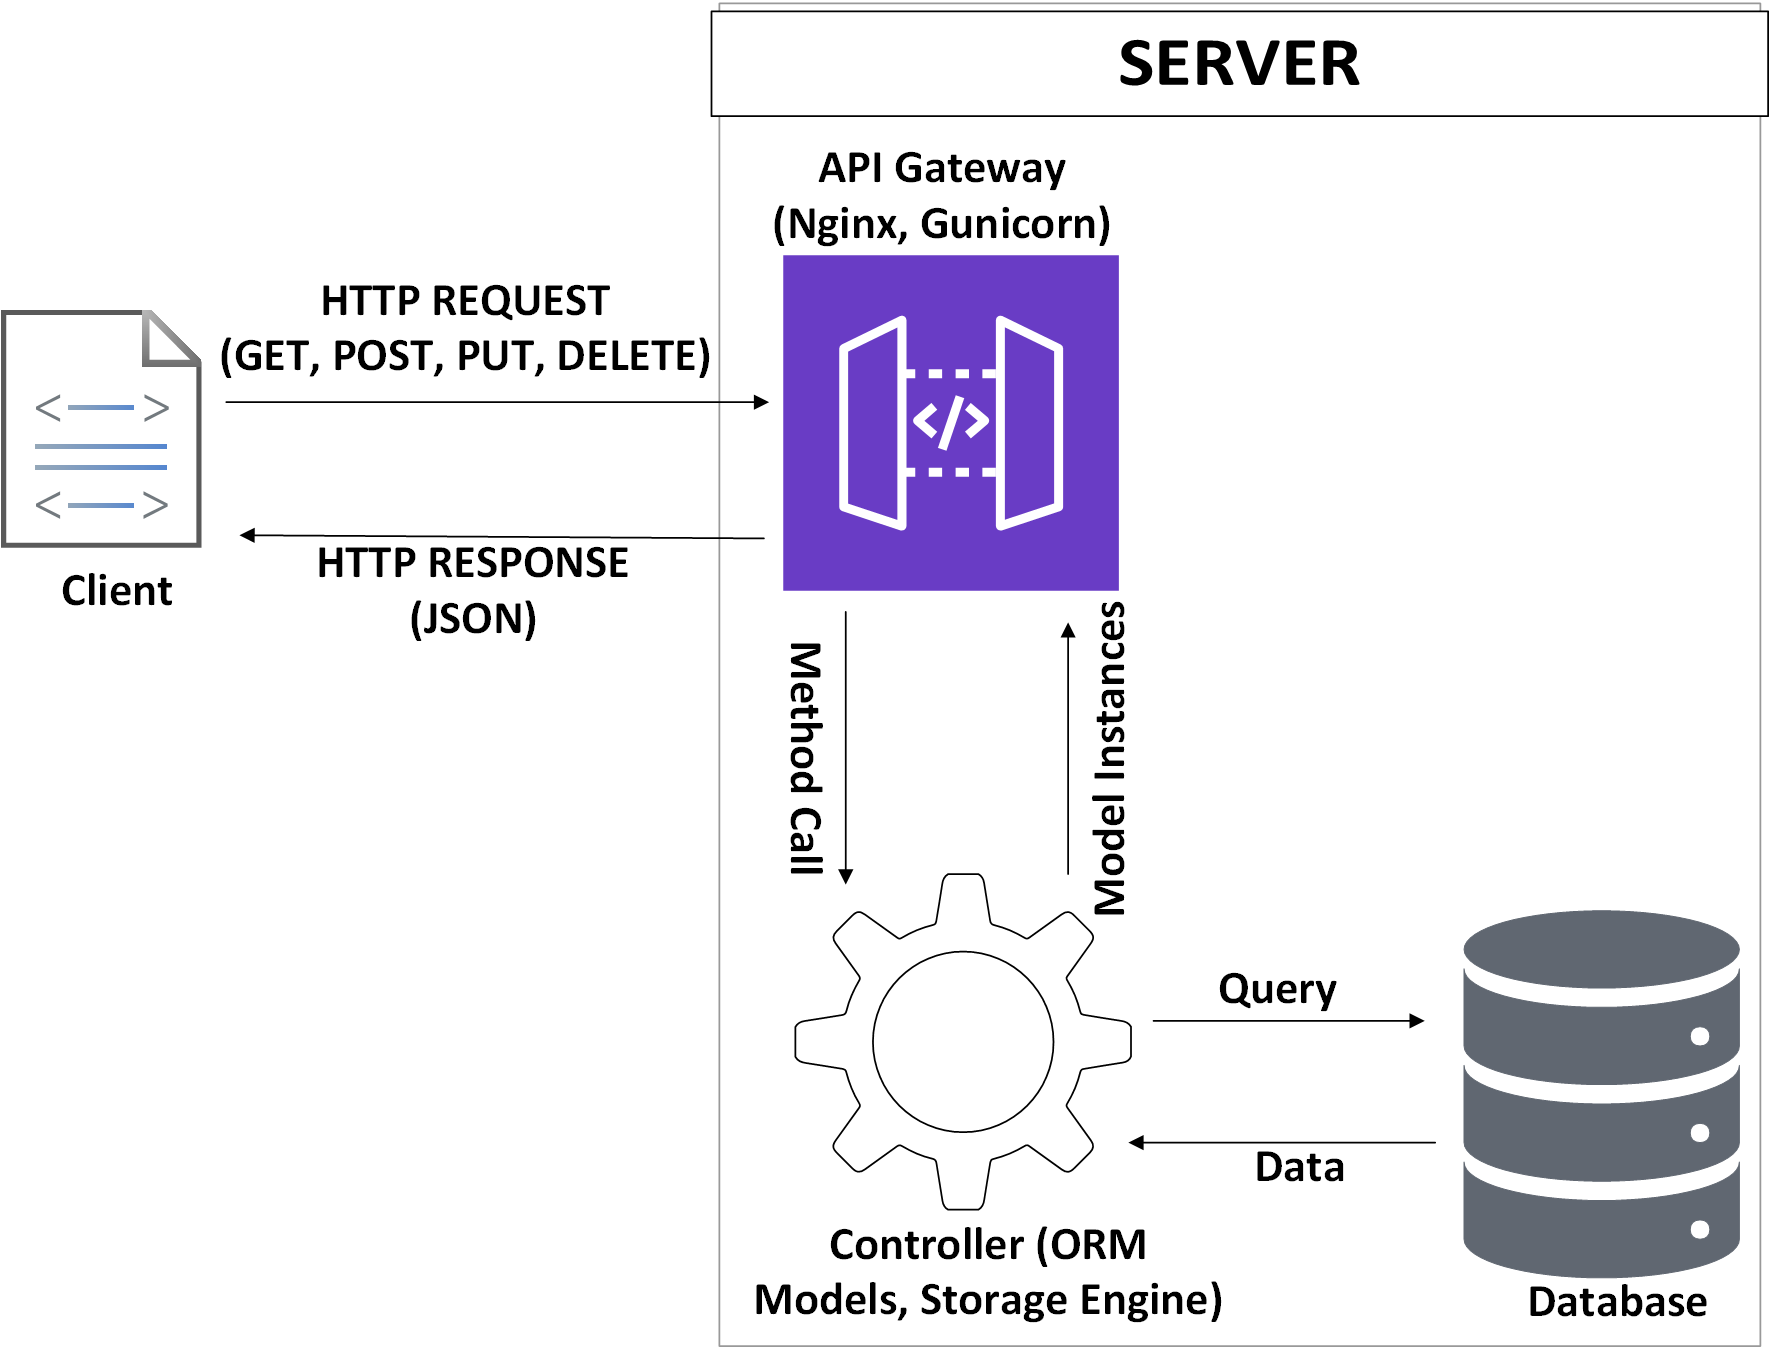 SERVER
API Gateway
(Nginx, Gunicorn)
HTTP REQUEST
(GET, POST, PUT, DELETE)
</>
< >
< >
Client
HTTP RESPONSE
(JSON)
Method Call
Model Instances
Query
Data
Controller (ORM
Models, Storage Engine)
Database